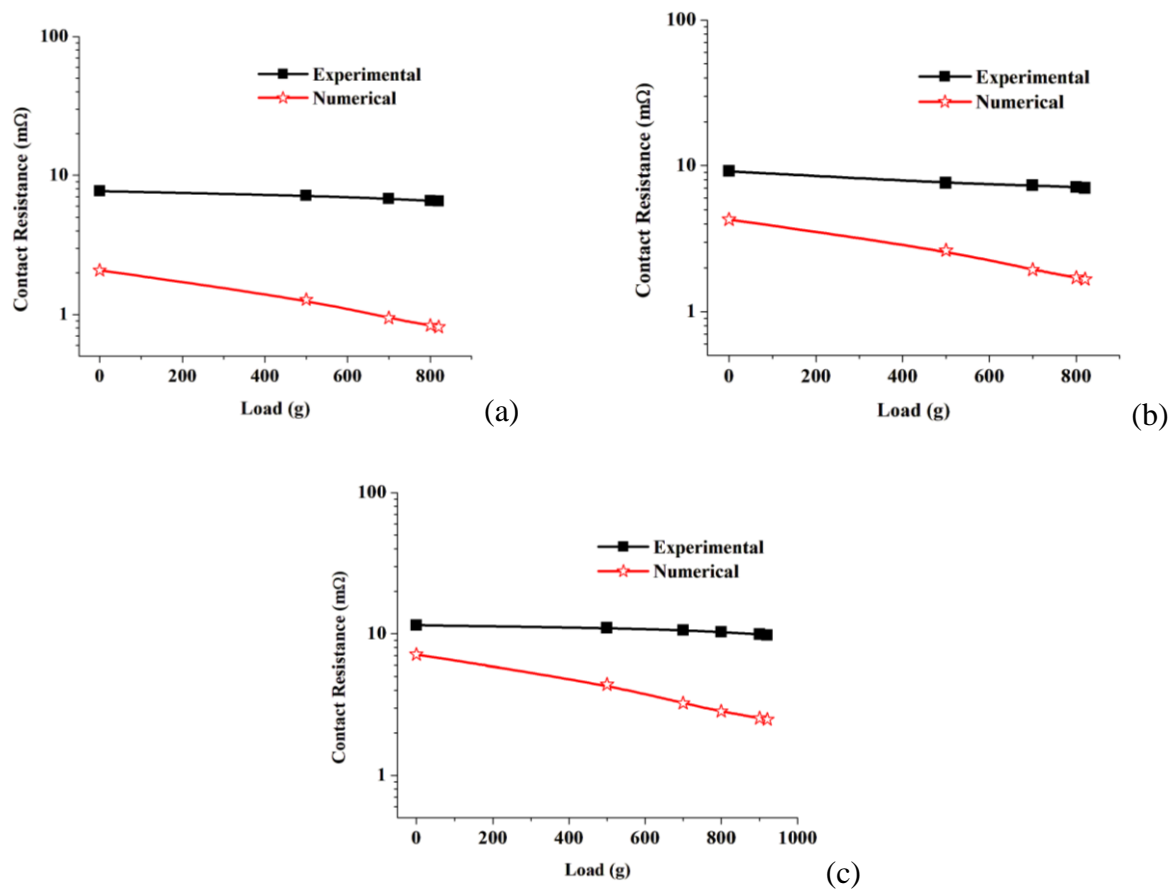 100
10
1
Contact Resistance (mΩ)
Experimental
Numerical
0 200 400 600 800
Load (g)
(a)
100
10
1
Contact Resistance (mΩ)
Experimental
Numerical
0 200 400 600 800
Load (g)
(b)
100
10
1
Contact Resistance (mΩ)
Experimental
Numerical
0 200 400 600 800 1000
Load (g)
(c)